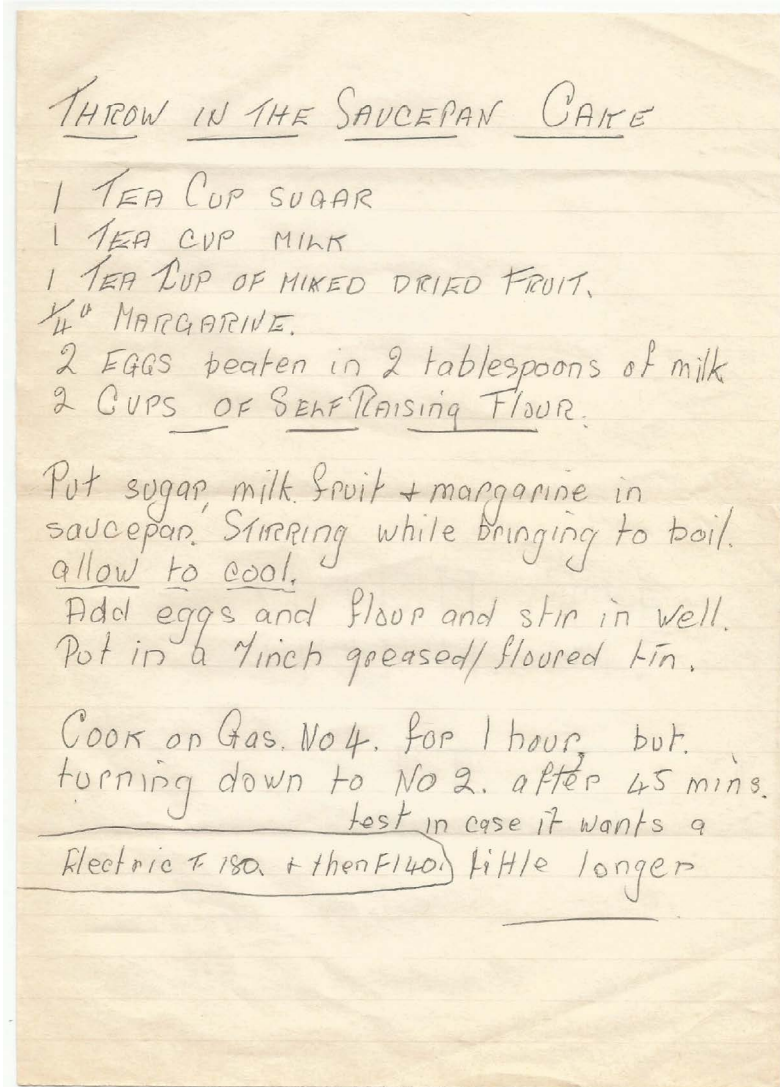 THROW IN THE SAUCEPAN CAKE
1 TEA CUP SUGAR
1 TEA CUP MILK
1 TEA CUP OF MIXED DRIED FRUIT.
1/4 " MARGARINE.
2 EGGS beaten in 2 tablespoons of milk
2 CUPS OF SELF RAISING FLOUR.
Put sugar, milk fruit + margarine in
saucepan. STIRRING while bringing to boil.
allow to cool.
Add eggs and flour and stir in well.
Put in a 7inch greased/floured tin.
COOK on Gas. No 4. for 1 hour, but.
turning down to No 2. after 45 mins.
test in case it wants a
Electric 180. + then 140. little longer